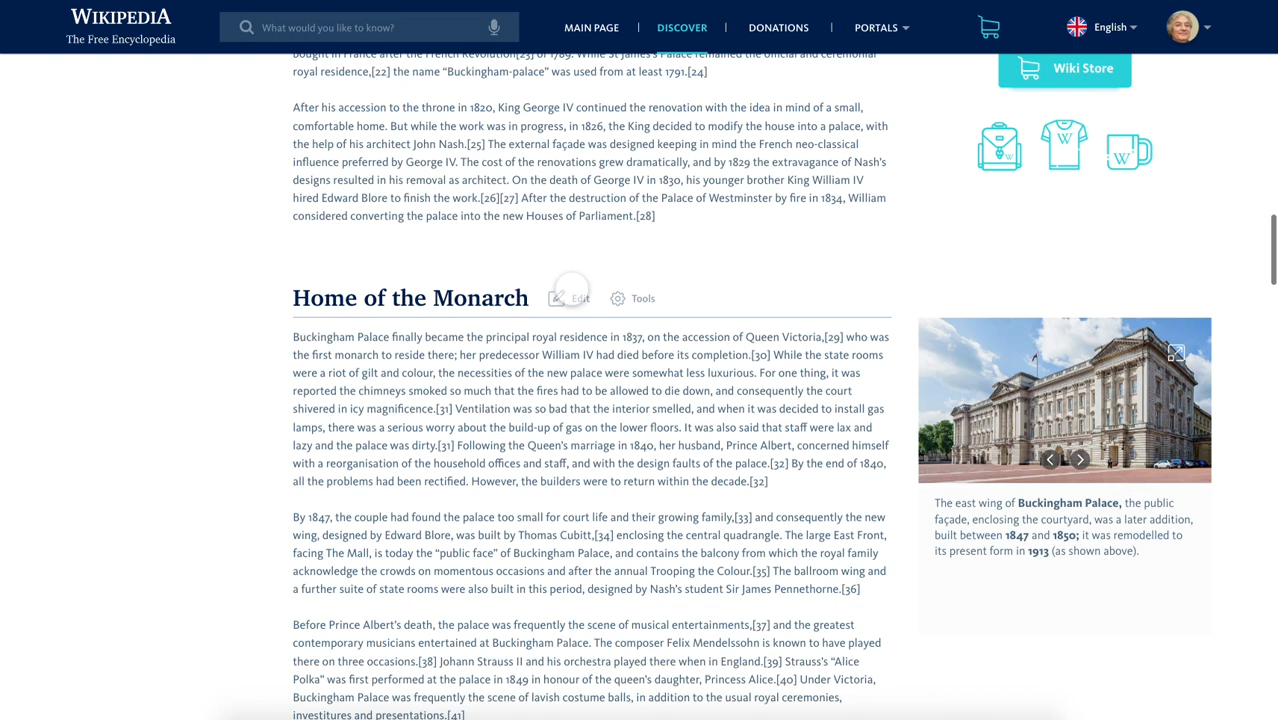 WIKIPEDIA
The Free Encyclopedia
What would you like to know?
MAIN PAGE
DISCOVER
DONATIONS
PORTALS
English
bought in France after the French Revolution[23] of 1789. While St James's Palace remained the official and ceremonial
royal residence,[22] the name “Buckingham-palace” was used from at least 1791.[24]
Wiki Store
W
W
W
After his accession to the throne in 1820, King George IV continued the renovation with the idea in mind of a small,
comfortable home. But while the work was in progress, in 1826, the King decided to modify the house into a palace, with
the help of his architect John Nash.[25] The external façade was designed keeping in mind the French neo-classical
influence preferred by George IV. The cost of the renovations grew dramatically, and by 1829 the extravagance of Nash’s
designs resulted in his removal as architect. On the death of George IV in 1830, his younger brother King William IV
hired Edward Blore to finish the work.[26][27] After the destruction of the Palace of Westminster by fire in 1834, William
considered converting the palace into the new Houses of Parliament.[28]
Home of the Monarch
Edit
Tools
Buckingham Palace finally became the principal royal residence in 1837, on the accession of Queen Victoria,[29] who was
the first monarch to reside there; her predecessor William IV had died before its completion.[30] While the state rooms
were a riot of gilt and colour, the necessities of the new palace were somewhat less luxurious. For one thing, it was
reported the chimneys smoked so much that the fires had to be allowed to die down, and consequently the court
shivered in icy magnificence.[31] Ventilation was so bad that the interior smelled, and when it was decided to install gas
lamps, there was a serious worry about the build-up of gas on the lower floors. It was also said that staff were lax and
lazy and the palace was dirty.[31] Following the Queen’s marriage in 1840, her husband, Prince Albert, concerned himself
with a reorganisation of the household offices and staff, and with the design faults of the palace.[32] By the end of 1840,
all the problems had been rectified. However, the builders were to return within the decade.[32]
By 1847, the couple had found the palace too small for court life and their growing family,[33] and consequently the new
wing, designed by Edward Blore, was built by Thomas Cubitt,[34] enclosing the central quadrangle. The large East Front,
facing The Mall, is today the “public face” of Buckingham Palace, and contains the balcony from which the royal family
acknowledge the crowds on momentous occasions and after the annual Trooping the Colour.[35] The ballroom wing and
a further suite of state rooms were also built in this period, designed by Nash’s student Sir James Pennethorne.[36]
Before Prince Albert’s death, the palace was frequently the scene of musical entertainments,[37] and the greatest
contemporary musicians entertained at Buckingham Palace. The composer Felix Mendelssohn is known to have played
there on three occasions.[38] Johann Strauss II and his orchestra played there when in England.[39] Strauss’s “Alice
Polka” was first performed at the palace in 1849 in honour of the queen’s daughter, Princess Alice.[40] Under Victoria,
Buckingham Palace was frequently the scene of lavish costume balls, in addition to the usual royal ceremonies,
investitures and presentations.[41]
The east wing of Buckingham Palace, the public
façade, enclosing the courtyard, was a later addition,
built between 1847 and 1850; it was remodelled to
its present form in 1913 (as shown above).